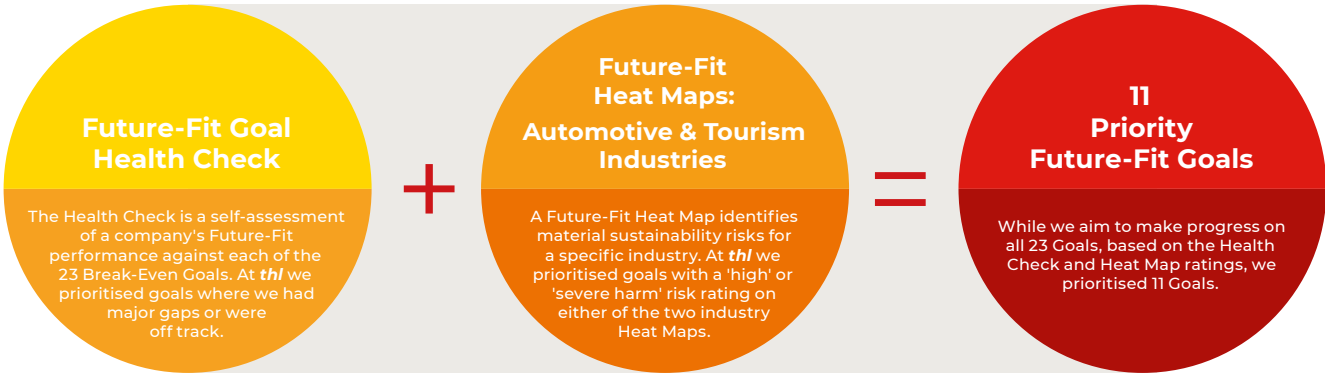 Future-Fit Goal
Health Check
The Health Check is a self-assessment
of a company's Future-Fit
performance against each of the
23 Break-Even Goals. At thl we
prioritised goals where we had
major gaps or were
off track.
+
Future-Fit
Heat Maps:
Automotive & Tourism
Industries
A Future-Fit Heat Map identifies
material sustainability risks for
a specific industry. At thl we
prioritised goals with a 'high' or
'severe harm' risk rating on
either of the two industry
Heat Maps.
=
11
Priority
Future-Fit Goals
While we aim to make progress on
all 23 Goals, based on the Health
Check and Heat Map ratings, we
prioritised 11 Goals.